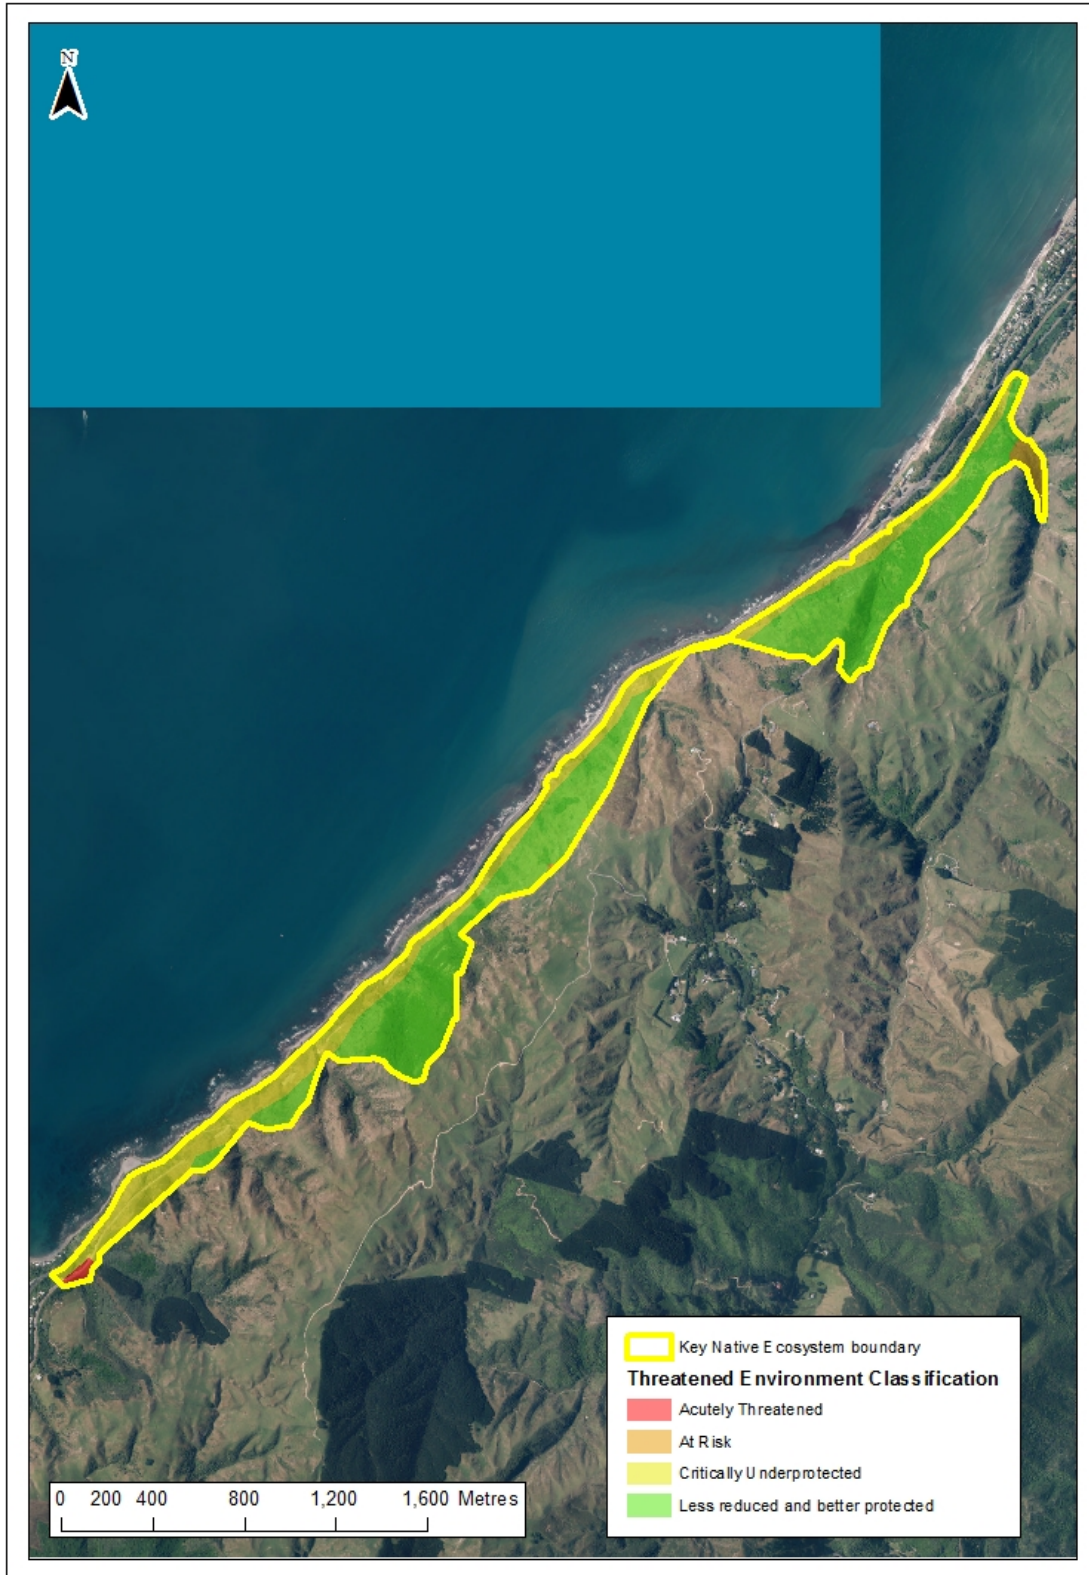 N
Key Native Ecosystem boundary
Threatened Environment Classification
Acutely Threatened
At Risk
Critically Underprotected
Less reduced and better protected
0 200 400 800 1,200 1,600 Metres